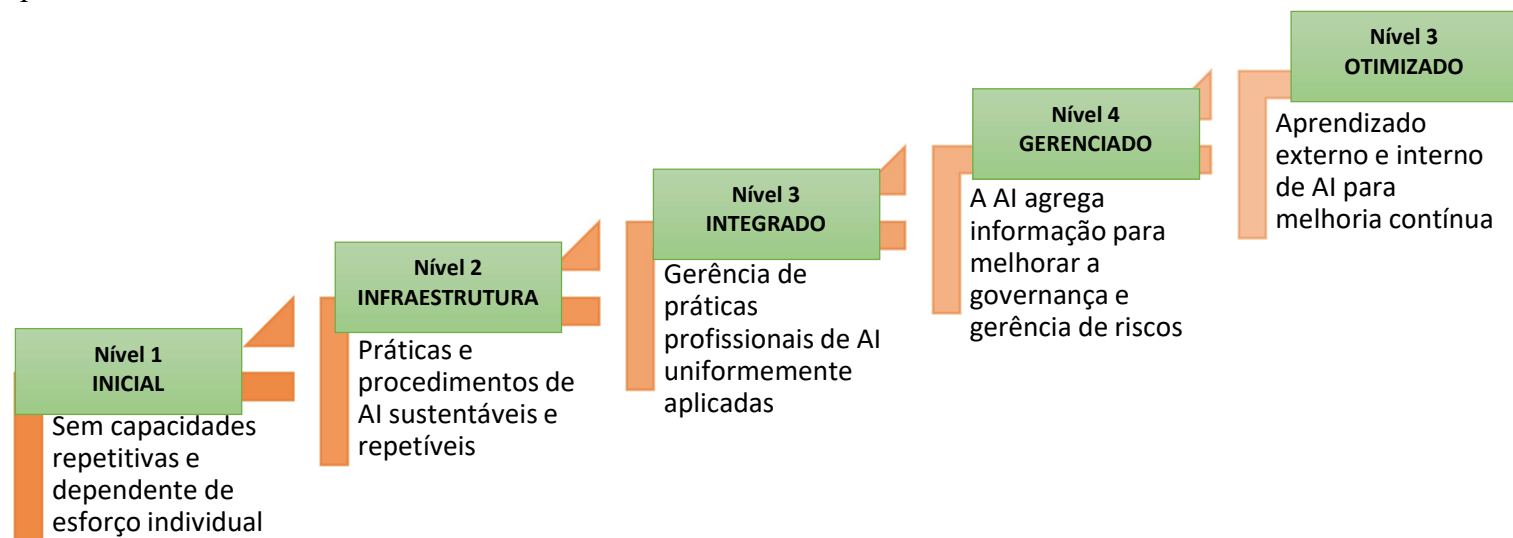 Nível 1
INICIAL
Sem capacidades
repetitivas e
dependente de
esforço individual
Nível 2
INFRAESTRUTURA
Práticas e
procedimentos de
AI sustentáveis e
repetíveis
Nível 3
INTEGRADO
Gerência de
práticas
profissionais de AI
uniformemente
aplicadas
Nível 4
GERENCIADO
A AI agrega
informação para
melhorar a
governança e
gerência de riscos
Nível 3
OTIMIZADO
Aprendizado
externo e interno
de AI para
melhoria contínua